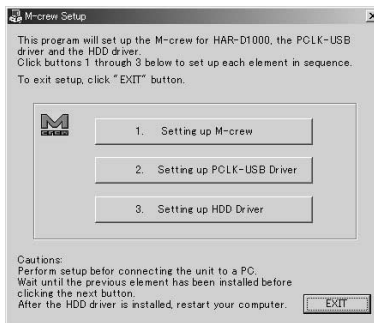 M-crew Setup
This program will set up the M-crew for HAR-D1000, the PCLK-USB
driver and the HDD driver.
Click buttons 1 through 3 below to set up each element in sequence.
To exit setup, click "EXIT" button.
M
crew
1. Setting up M-crew
2. Setting up PCLK-USB Driver
3. Setting up HDD Driver
Cautions:
Perform setup befor connecting the unit to a PC.
Wait until the previous element has been installed before
clicking the next button.
After the HDD driver is installed, restart your computer.
EXIT